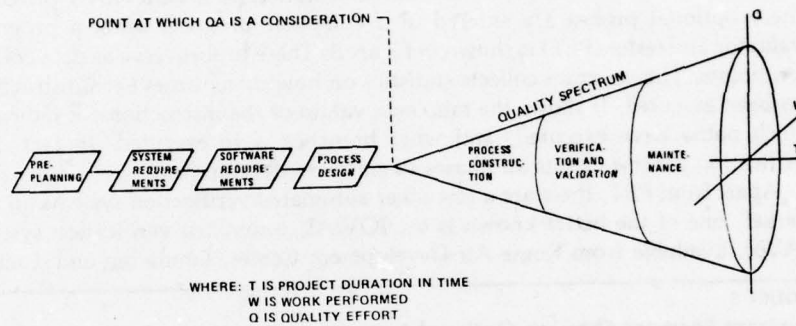 POINT AT WHICH QA IS A CONSIDERATION
Q
QUALITY SPECTRUM
PRE-
PLANNING
SYSTEM
REQUIRE-
MENTS
SOFTWARE
REQUIRE-
MENTS
PROCESS
DESIGN
PROCESS
CONSTRUC-
TION
VERIFICA-
TION AND
VALIDATION
MAINTE-
NANCE
WHERE: T IS PROJECT DURATION IN TIME
W IS WORK PERFORMED
Q IS QUALITY EFFORT